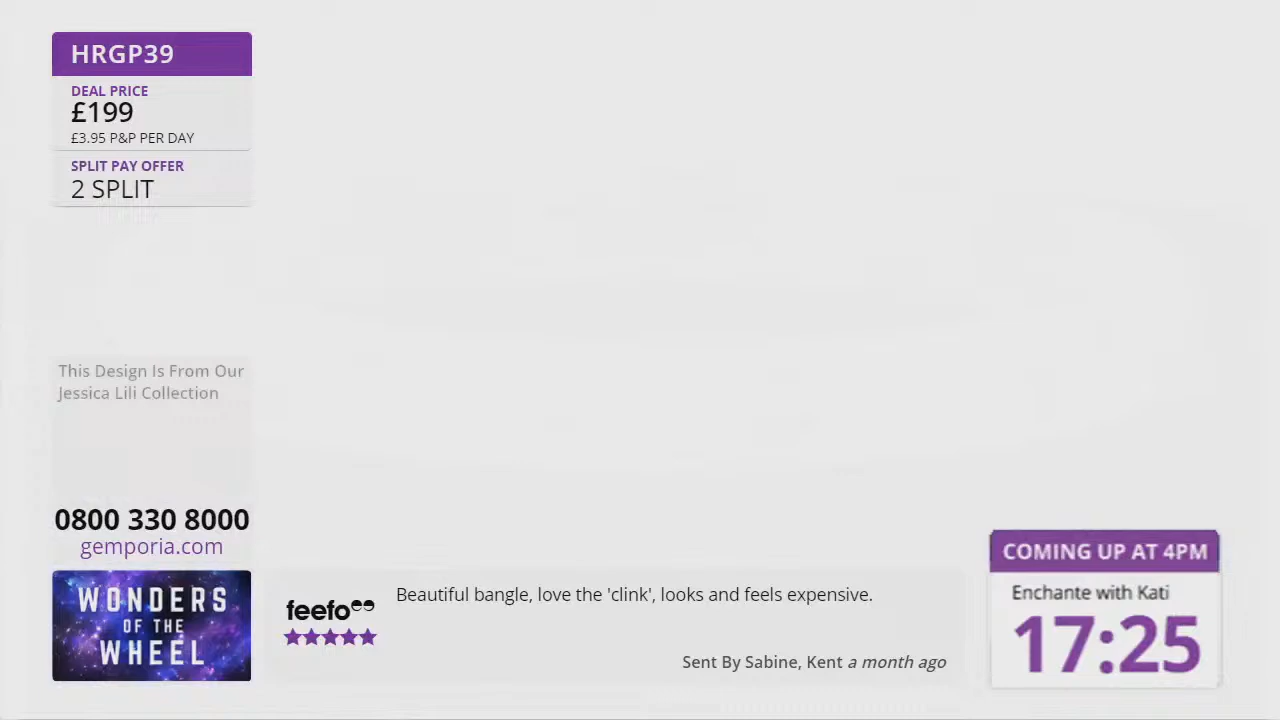 HRGP39
DEAL PRICE
£199
£3.95 P&P PER DAY
SPLIT PAY OFFER
2 SPLIT
This Design Is From Our
Jessica Lili Collection
0800 330 8000
gemporia.com
WONDERS
OF THE
WHEEL
feefo
Beautiful bangle, love the 'clink', looks and feels expensive.
Sent By Sabine, Kent a month ago
COMING UP AT 4PM
Enchante with Kati
17:25